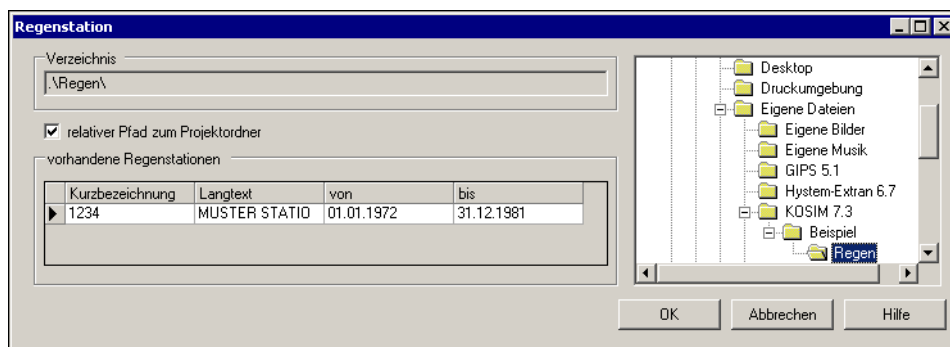 Regenstation
Verzeichnis
.\Regen\
relativer Pfad zum Projektordner
vorhandene Regenstationen
Kurzbezeichnung Langtext von bis
1234 MUSTER STATIO 01.01.1972 31.12.1981
Desktop
Druckumgebung
Eigene Dateien
Eigene Bilder
Eigene Musik
GIPS 5.1
Hystem-Extran 6.7
KOSIM 7.3
Beispiel
Regen
OK Abbrechen Hilfe